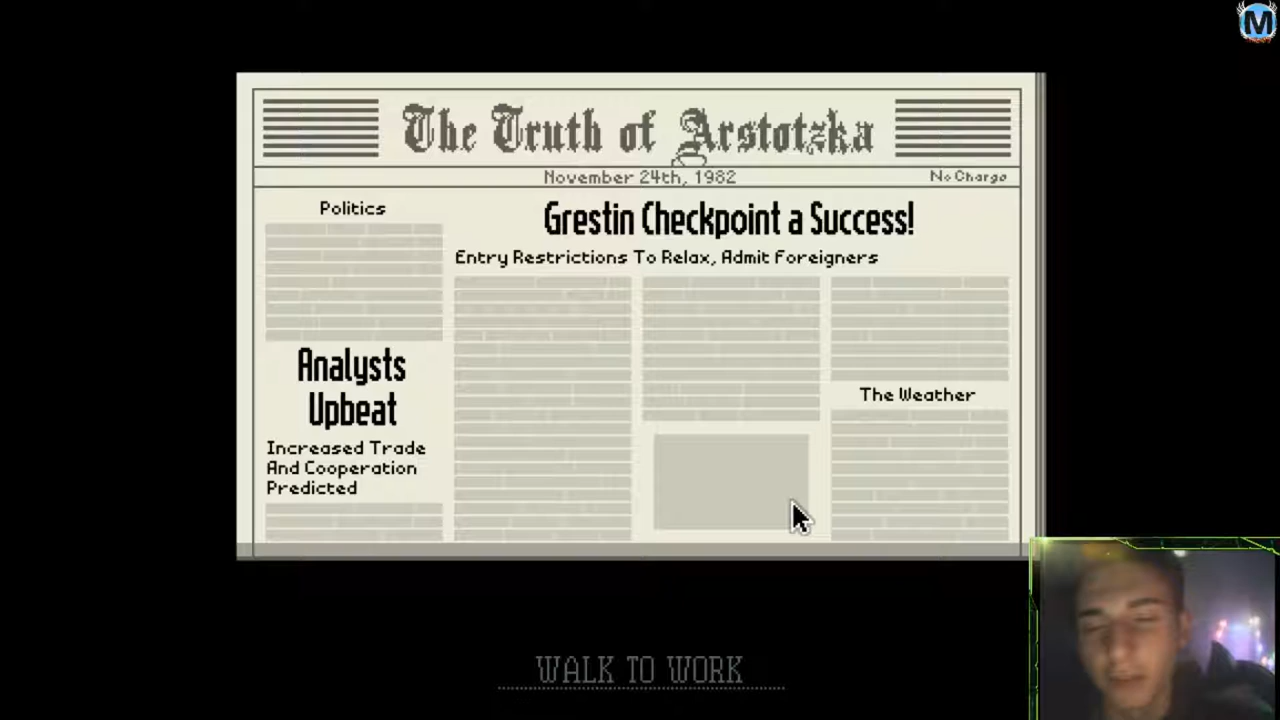 M
The Truth of Arstotzka
November 24th, 1982
No Charge
Politics
Analysts
Upbeat
Increased Trade
And Cooperation
Predicted
Grestin Checkpoint a Success!
Entry Restrictions To Relax, Admit Foreigners
The Weather
WALK TO WORK